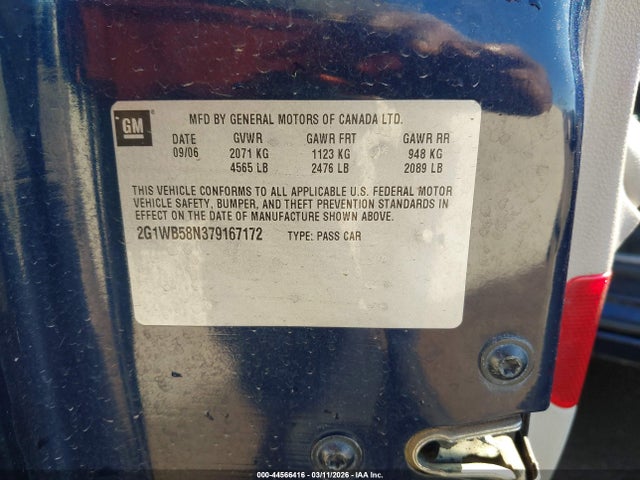 GM
MFD BY GENERAL MOTORS OF CANADA LTD.
DATE GVWR GAWR FRT GAWR RR
09/06 2071 KG 1123 KG 948 KG
4565 LB 2476 LB 2089 LB
THIS VEHICLE CONFORMS TO ALL APPLICABLE U.S. FEDERAL MOTOR
VEHICLE SAFETY, BUMPER, AND THEFT PREVENTION STANDARDS IN
EFFECT ON THE DATE OF MANUFACTURE SHOWN ABOVE.
2G1WB58N379167172 TYPE: PASS CAR
000-44566416 | 03/11/2026 - IAA Inc.